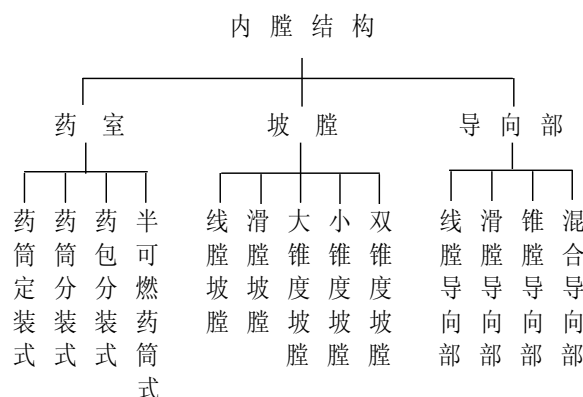 内膛结构
药室
坡膛
导向部
药筒定装式
药筒分装式
药包分装式
半可燃药筒式
线膛坡膛
滑膛坡膛
大锥度坡膛
小锥度坡膛
双锥度坡膛
线膛导向部
滑膛导向部
锥膛导向部
混合导向部